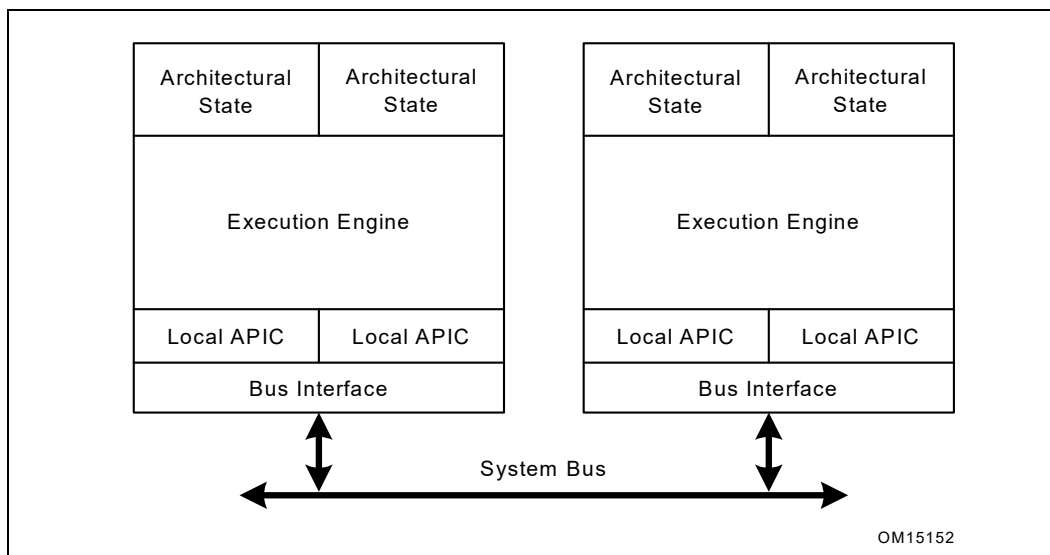 Architectural State
Architectural State
Architectural State
Architectural State
Execution Engine
Execution Engine
Local APIC
Local APIC
Local APIC
Local APIC
Bus Interface
Bus Interface
System Bus
OM15152